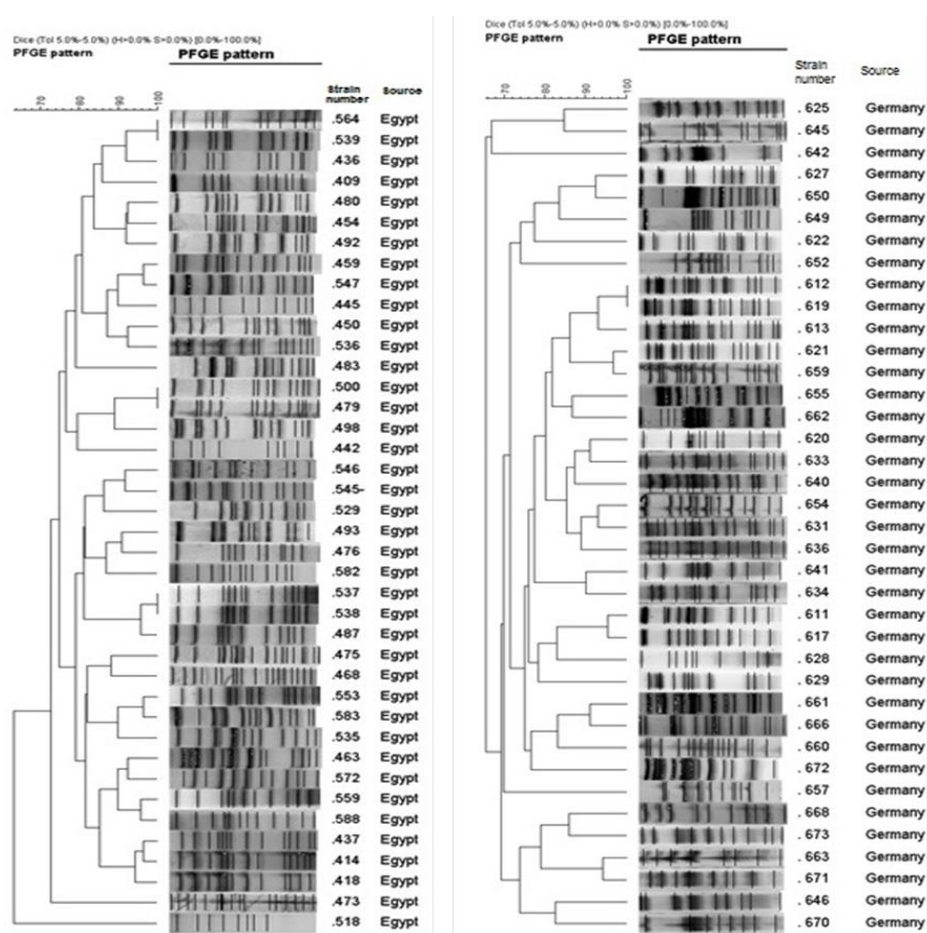 Dice (Tol 5.0%-5.0%) (H>0.0% S>0.0%) [0.0%-100.0%]
PFGE pattern PFGE pattern
Strain number Source
70 80 90 100
.564 Egypt
.539 Egypt
.436 Egypt
.409 Egypt
.480 Egypt
.454 Egypt
.492 Egypt
.459 Egypt
.547 Egypt
.445 Egypt
.450 Egypt
.536 Egypt
.483 Egypt
.500 Egypt
.479 Egypt
.498 Egypt
.442 Egypt
.546 Egypt
.545- Egypt
.529 Egypt
.493 Egypt
.476 Egypt
.582 Egypt
.537 Egypt
.538 Egypt
.487 Egypt
.475 Egypt
.468 Egypt
.553 Egypt
.583 Egypt
.535 Egypt
.463 Egypt
.572 Egypt
.559 Egypt
.588 Egypt
.437 Egypt
.414 Egypt
.418 Egypt
.473 Egypt
.518 Egypt
Dice (Tol 5.0%-5.0%) (H>0.0% S>0.0%) [0.0%-100.0%]
PFGE pattern PFGE pattern
Strain number Source
70 80 90 100
. 625 Germany
. 645 Germany
. 642 Germany
. 627 Germany
. 650 Germany
. 649 Germany
. 622 Germany
. 652 Germany
. 612 Germany
. 619 Germany
. 613 Germany
. 621 Germany
. 659 Germany
. 655 Germany
. 662 Germany
. 620 Germany
. 633 Germany
. 640 Germany
. 654 Germany
. 631 Germany
. 636 Germany
. 641 Germany
. 634 Germany
. 611 Germany
. 617 Germany
. 628 Germany
. 629 Germany
. 661 Germany
. 666 Germany
. 660 Germany
. 672 Germany
. 657 Germany
. 668 Germany
. 673 Germany
. 663 Germany
. 671 Germany
. 646 Germany
. 670 Germany